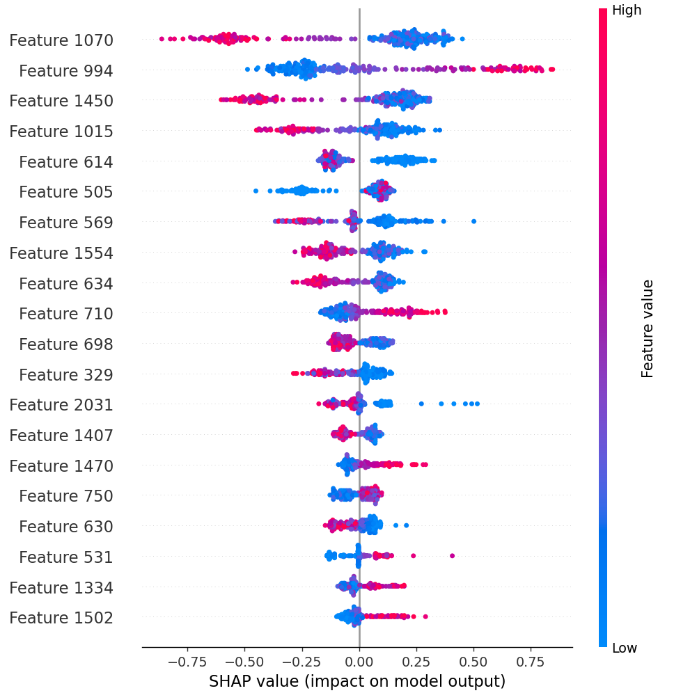 High
Feature 1070
Feature 994
Feature 1450
Feature 1015
Feature 614
Feature 505
Feature 569
Feature 1554
Feature 634
Feature 710
Feature 698
Feature 329
Feature 2031
Feature 1407
Feature 1470
Feature 750
Feature 630
Feature 531
Feature 1334
Feature 1502
Feature value
Low
−0.75 −0.50 −0.25 0.00 0.25 0.50 0.75
SHAP value (impact on model output)